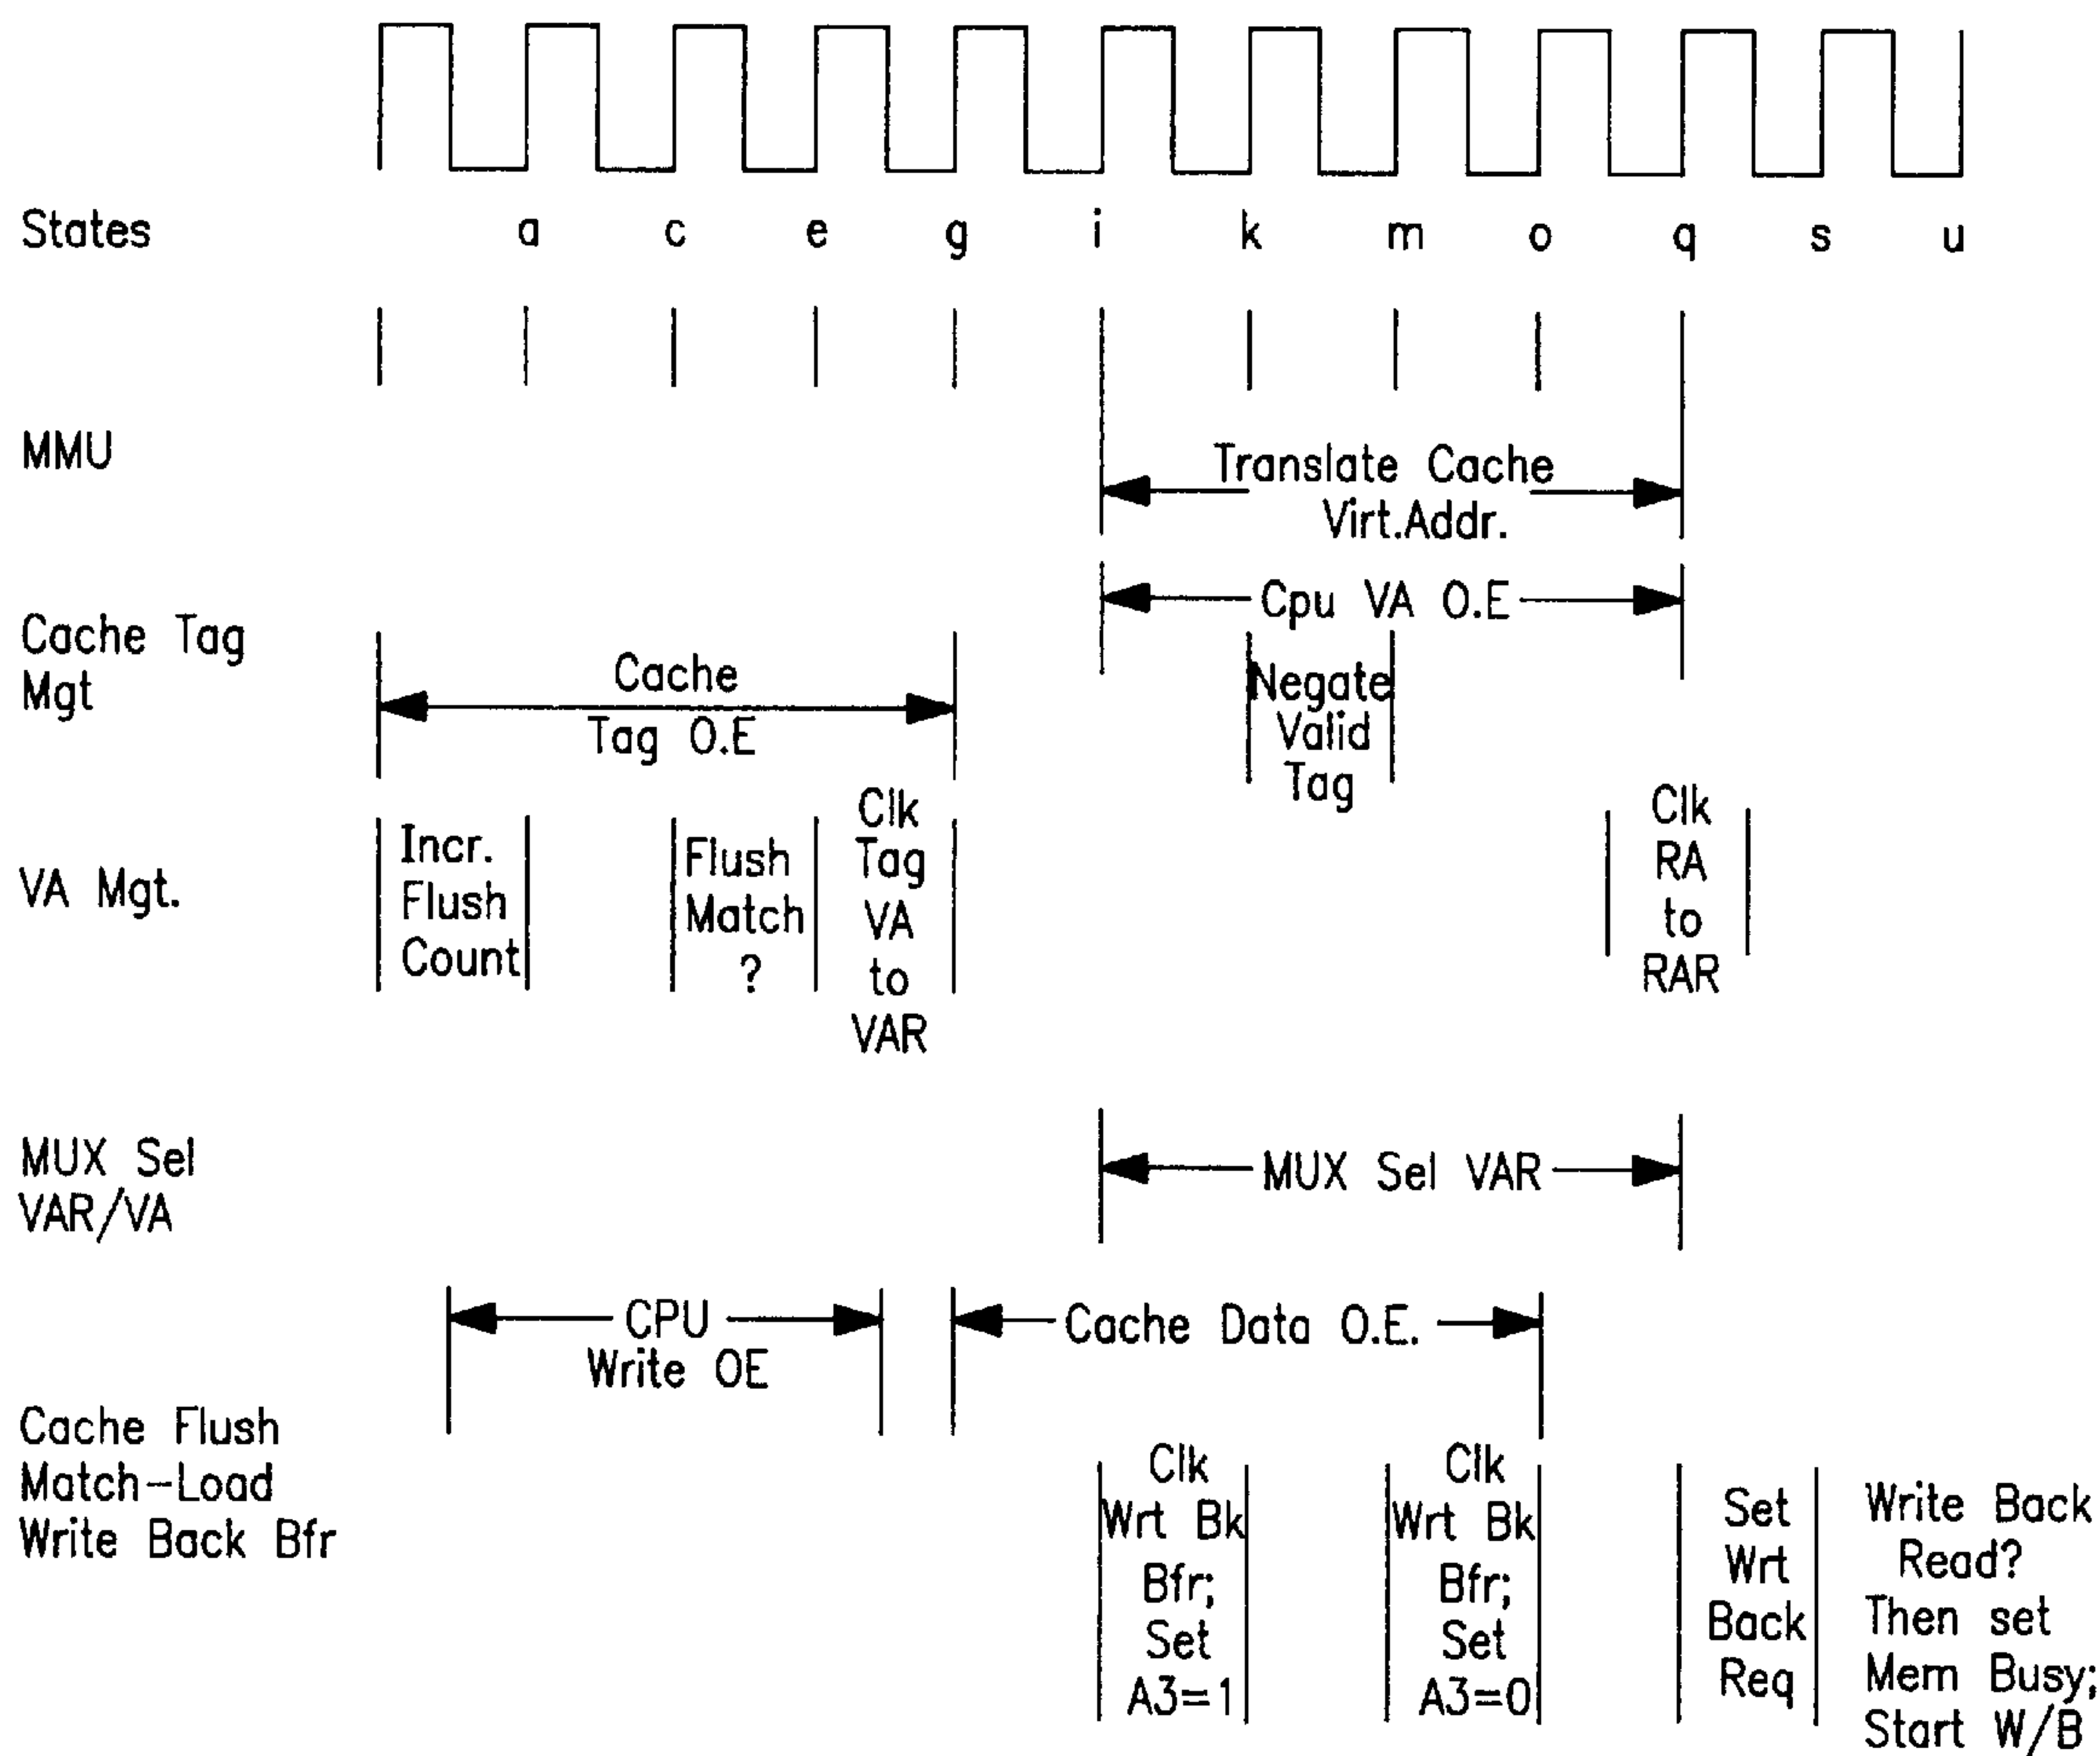 States a c e g i k m o q s u
MMU
Translate Cache
Virt.Addr.
Cpu VA O.E
Cache Tag
Mgt
Cache
Tag O.E
Negate
Valid
Tag
VA Mgt.
Incr.
Flush
Count
Flush
Match
?
Clk
Tag
VA
to
VAR
Clk
RA
to
RAR
MUX Sel
VAR/VA
MUX Sel VAR
CPU
Write OE
Cache Data O.E.
Cache Flush
Match-Load
Write Back Bfr
Clk
Wrt Bk
Bfr;
Set
A3=1
Clk
Wrt Bk
Bfr;
Set
A3=0
Set
Wrt
Back
Req
Write Back
Read?
Then set
Mem Busy;
Start W/B